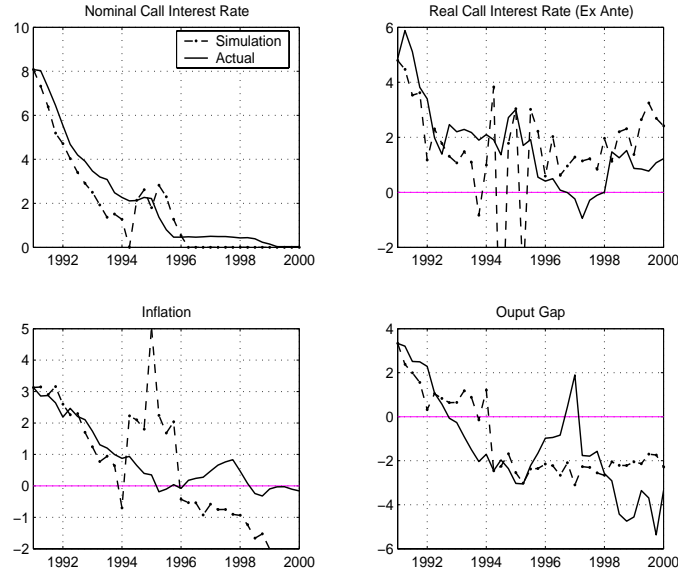 Nominal Call Interest Rate
10
8
6
4
2
0
1992 1994 1996 1998 2000
Simulation
Actual
Real Call Interest Rate (Ex Ante)
6
4
2
0
−2
1992 1994 1996 1998 2000
Inflation
5
4
3
2
1
0
−1
−2
1992 1994 1996 1998 2000
Ouput Gap
4
2
0
−2
−4
−6
1992 1994 1996 1998 2000